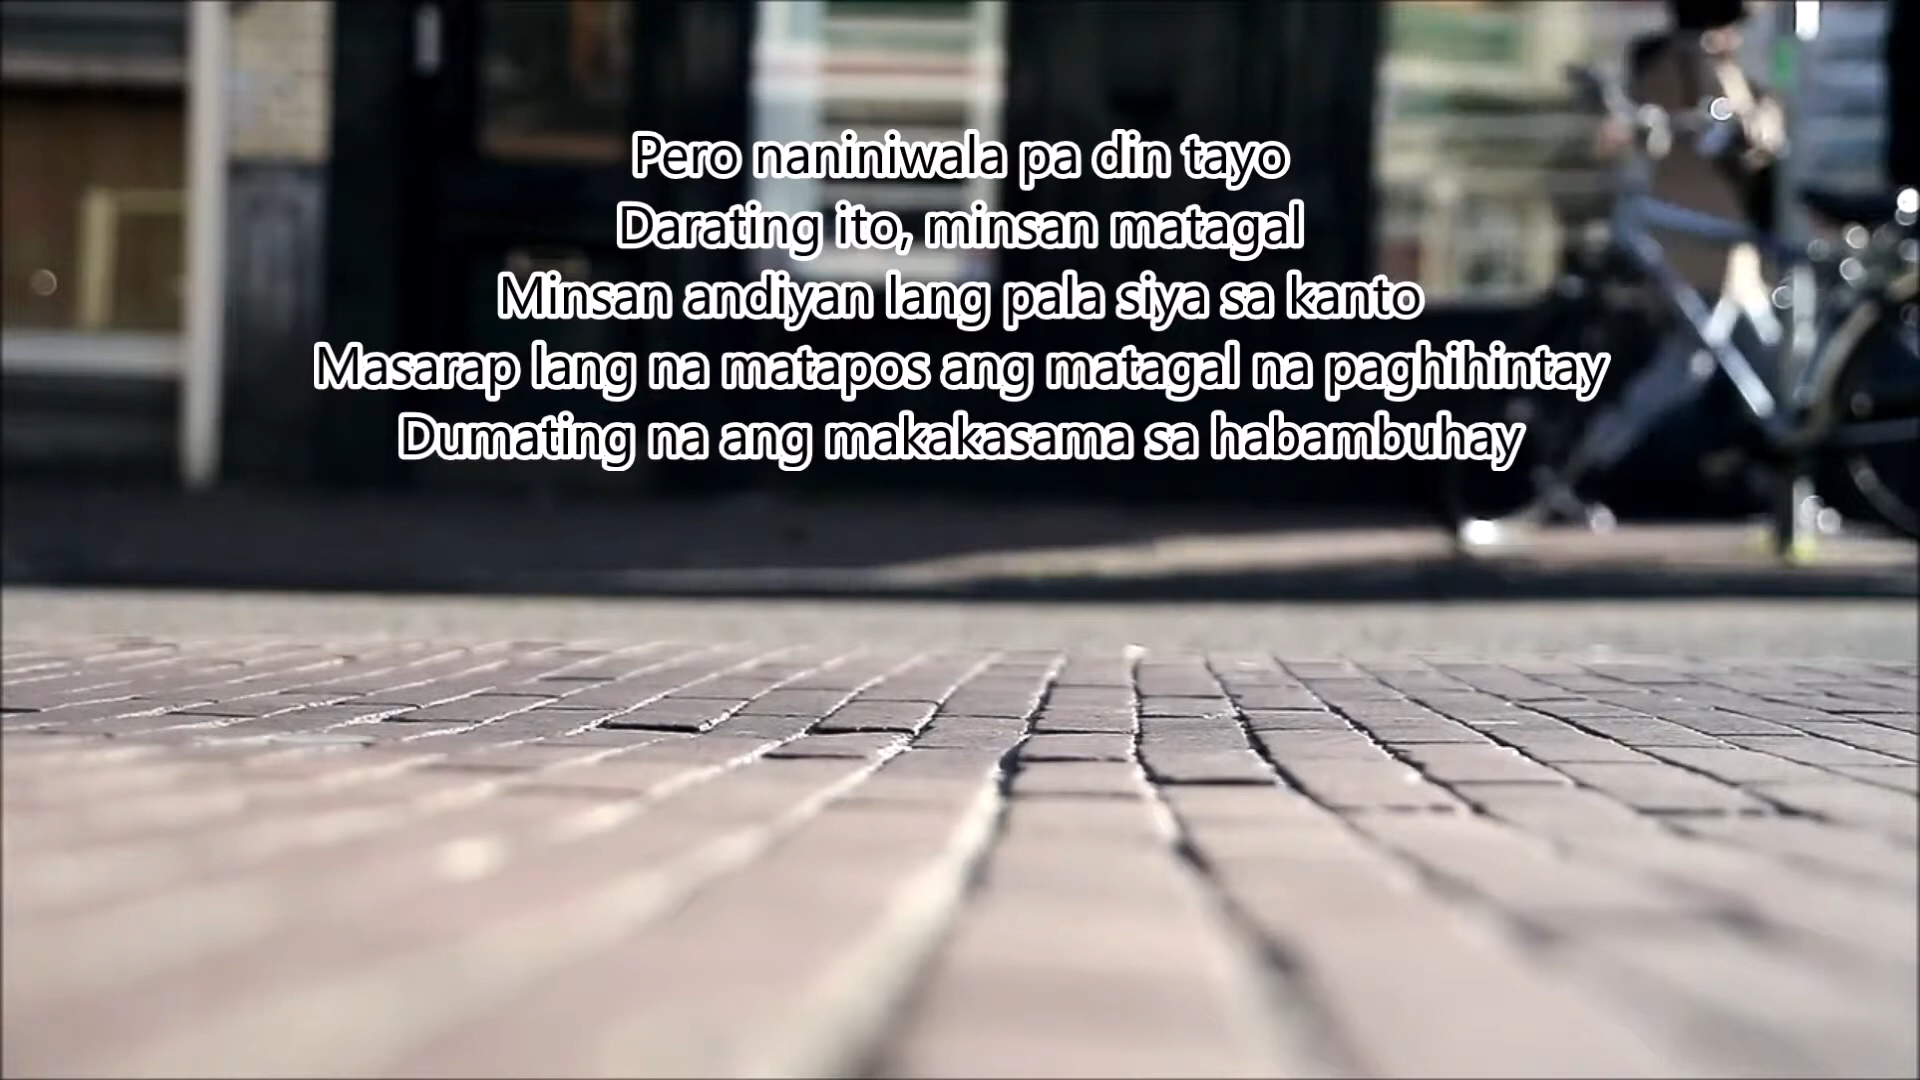 Pero naniniwala pa din tayo
Darating ito, minsan matagal
Minsan andiyan lang pala siya sa kanto
Masarap lang na matapos ang matagal na paghihintay
Dumating na ang makakasama sa habambuhay